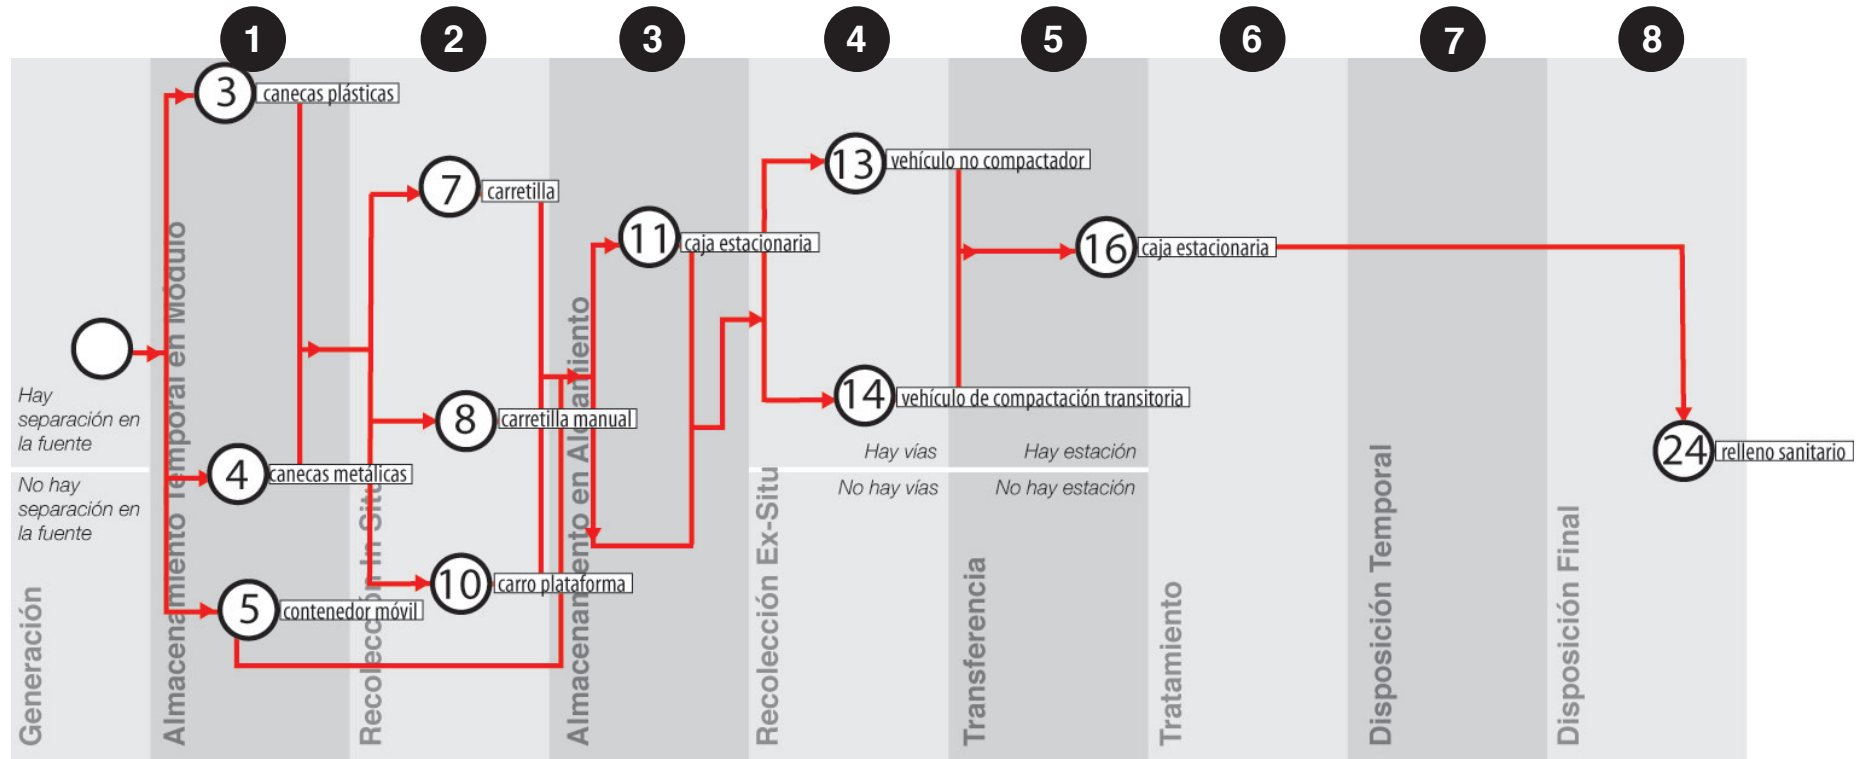 1
2
3
4
5
6
7
8
3
canecas plásticas
13
vehículo no compactador
7
carretilla
11
caja estacionaria
16
caja estacionaria
Hay
separación en
la fuente
14
vehículo de compactación transitoria
8
carretilla manual
Hay vías
Hay estación
24
relleno sanitario
4
canecas metálicas
No hay
separación en
la fuente
No hay vías
No hay estación
10
carro plataforma
5
contenedor móvil
Generación
Almacenamiento Temporal en Módulo
Recolección In Situ
Almacenamiento en Alojamiento
Recolección Ex-Situ
Transferencia
Tratamiento
Disposición Temporal
Disposición Final